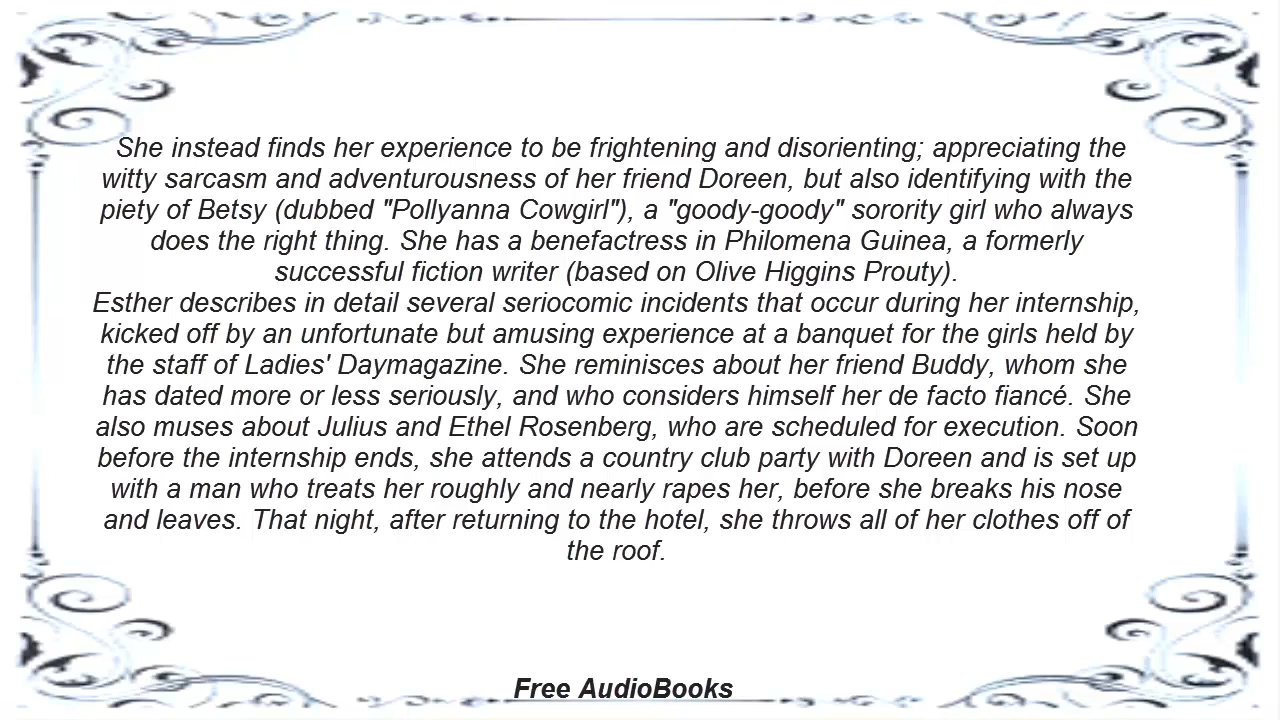 She instead finds her experience to be frightening and disorienting; appreciating the
witty sarcasm and adventurousness of her friend Doreen, but also identifying with the
piety of Betsy (dubbed "Pollyanna Cowgirl"), a "goody-goody" sorority girl who always
does the right thing. She has a benefactress in Philomena Guinea, a formerly
successful fiction writer (based on Olive Higgins Prouty).
Esther describes in detail several seriocomic incidents that occur during her internship,
kicked off by an unfortunate but amusing experience at a banquet for the girls held by
the staff of Ladies' Daymagazine. She reminisces about her friend Buddy, whom she
has dated more or less seriously, and who considers himself her de facto fiancé. She
also muses about Julius and Ethel Rosenberg, who are scheduled for execution. Soon
before the internship ends, she attends a country club party with Doreen and is set up
with a man who treats her roughly and nearly rapes her, before she breaks his nose
and leaves. That night, after returning to the hotel, she throws all of her clothes off of
the roof.
Free AudioBooks